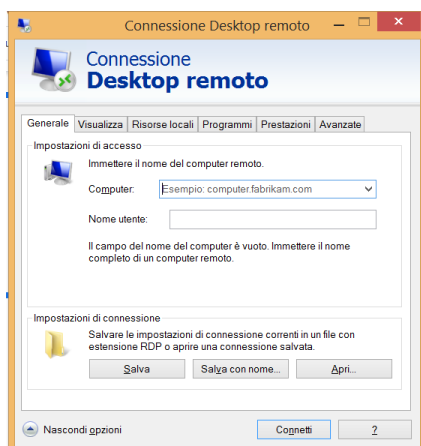 Connessione Desktop remoto
Connessione
Desktop remoto
Generale Visualizza Risorse locali Programmi Prestazioni Avanzate
Impostazioni di accesso
Immettere il nome del computer remoto.
Computer: Esempio: computer.fabrikam.com
Nome utente:
Il campo del nome del computer è vuoto. Immettere il nome
completo di un computer remoto.
Impostazioni di connessione
Salvare le impostazioni di connessione correnti in un file con
estensione RDP o aprire una connessione salvata.
Salva Salva con nome... Apri...
Nascondi opzioni Connetti ?